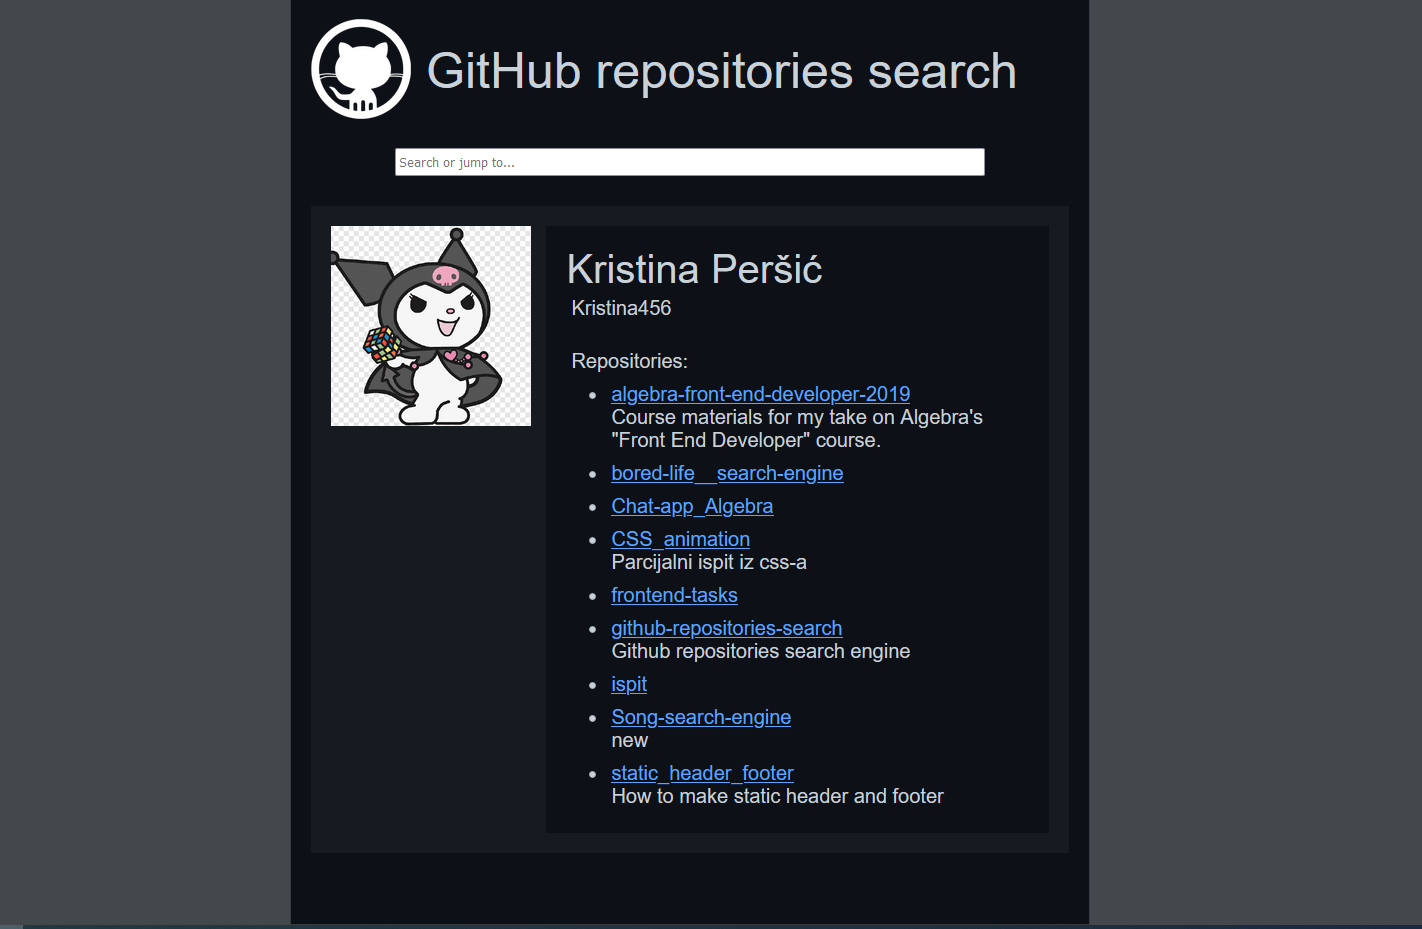 GitHub repositories search
Search or jump to...
Kristina Peršić
Kristina456
Repositories:
algebra-front-end-developer-2019
Course materials for my take on Algebra's
"Front End Developer" course.
bored-life__search-engine
Chat-app_Algebra
CSS_animation
Parcijalni ispit iz css-a
frontend-tasks
github-repositories-search
Github repositories search engine
ispit
Song-search-engine
new
static_header_footer
How to make static header and footer